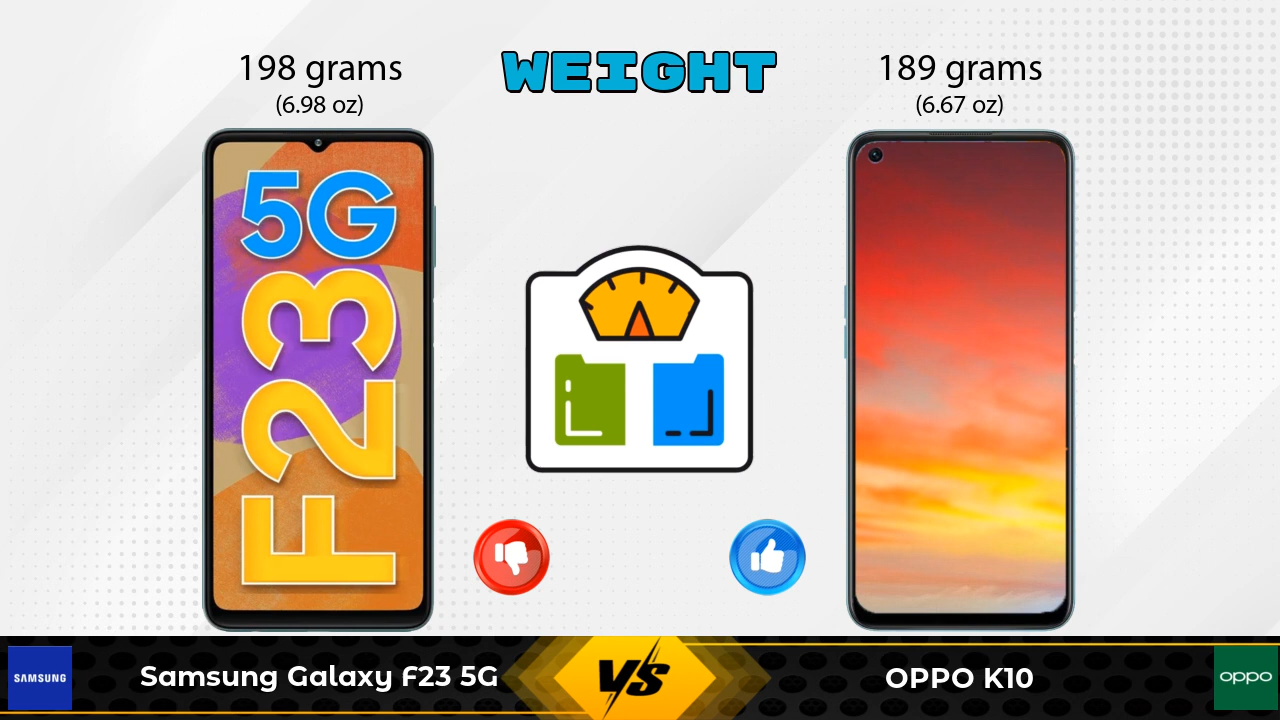 WEIGHT
198 grams
(6.98 oz)
189 grams
(6.67 oz)
5G
F23
SAMSUNG
Samsung Galaxy F23 5G
VS
OPPO K10
oppo